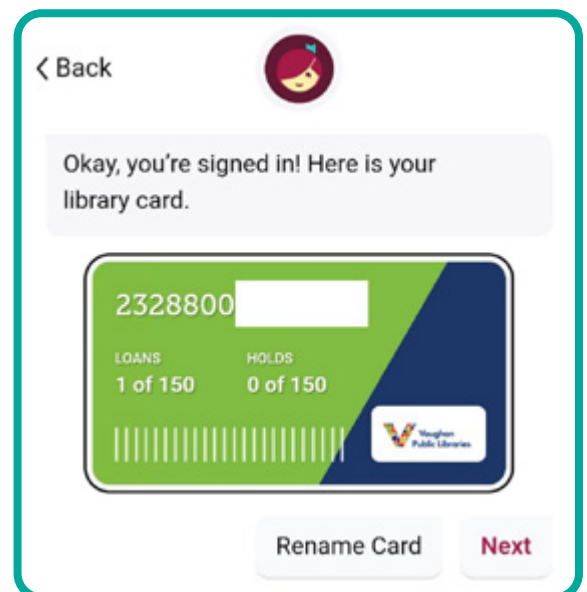 Back
Okay, you're signed in! Here is your
library card.
2328800
LOANS HOLDS
1 of 150 0 of 150
Vaughan
Public Libraries
Rename Card Next